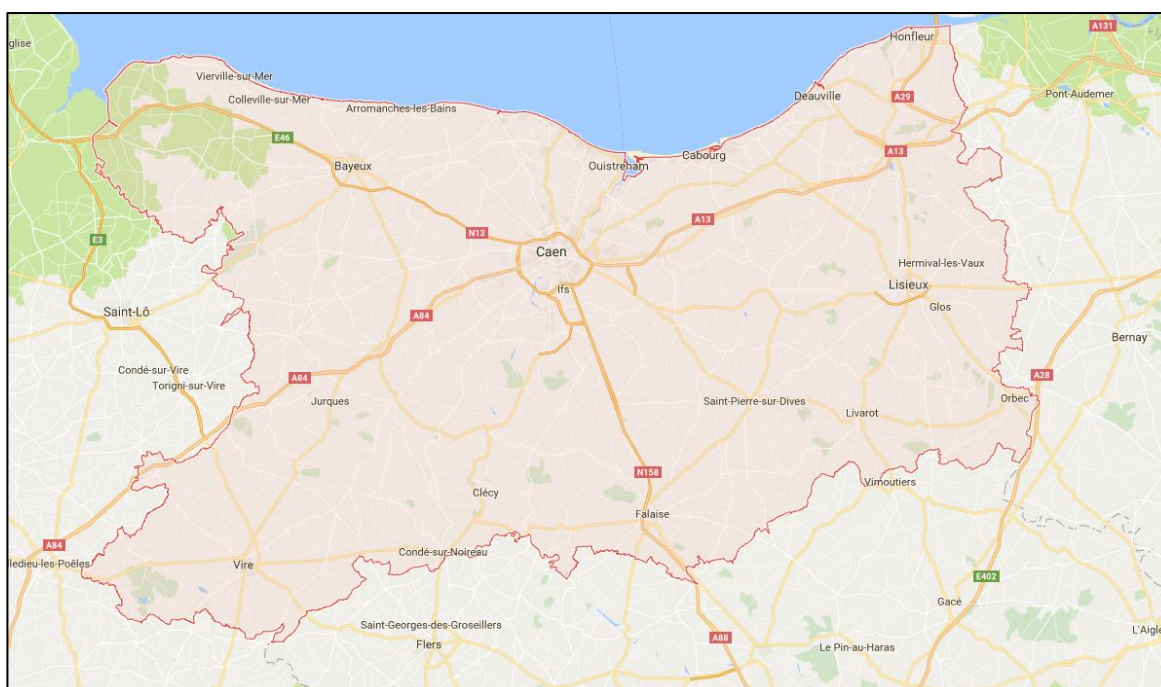 glise
A131
Honfleur
Vierville-sur-Mer
Colleville-sur-Mer
Deauville
A29
Pont-Audemer
Arromanches-les-Bains
E46
Bayeux
Ouistreham
Cabourg
A13
A13
N13
E3
Caen
Hermival-les-Vaux
Ifs
Lisieux
Glos
Saint-Lô
A84
Bernay
Condé-sur-Vire
Torigni-sur-Vire
A84
A28
Jurques
Saint-Pierre-sur-Dives
Livarot
Orbec
N158
Vimoutiers
Clécy
Falaise
A84
Condé-sur-Noireau
ledieu-les-Poêles
Vire
E402
Gacé
Saint-Georges-des-Groseillers
Flers
A88
Le Pin-au-Haras
L'Aigle